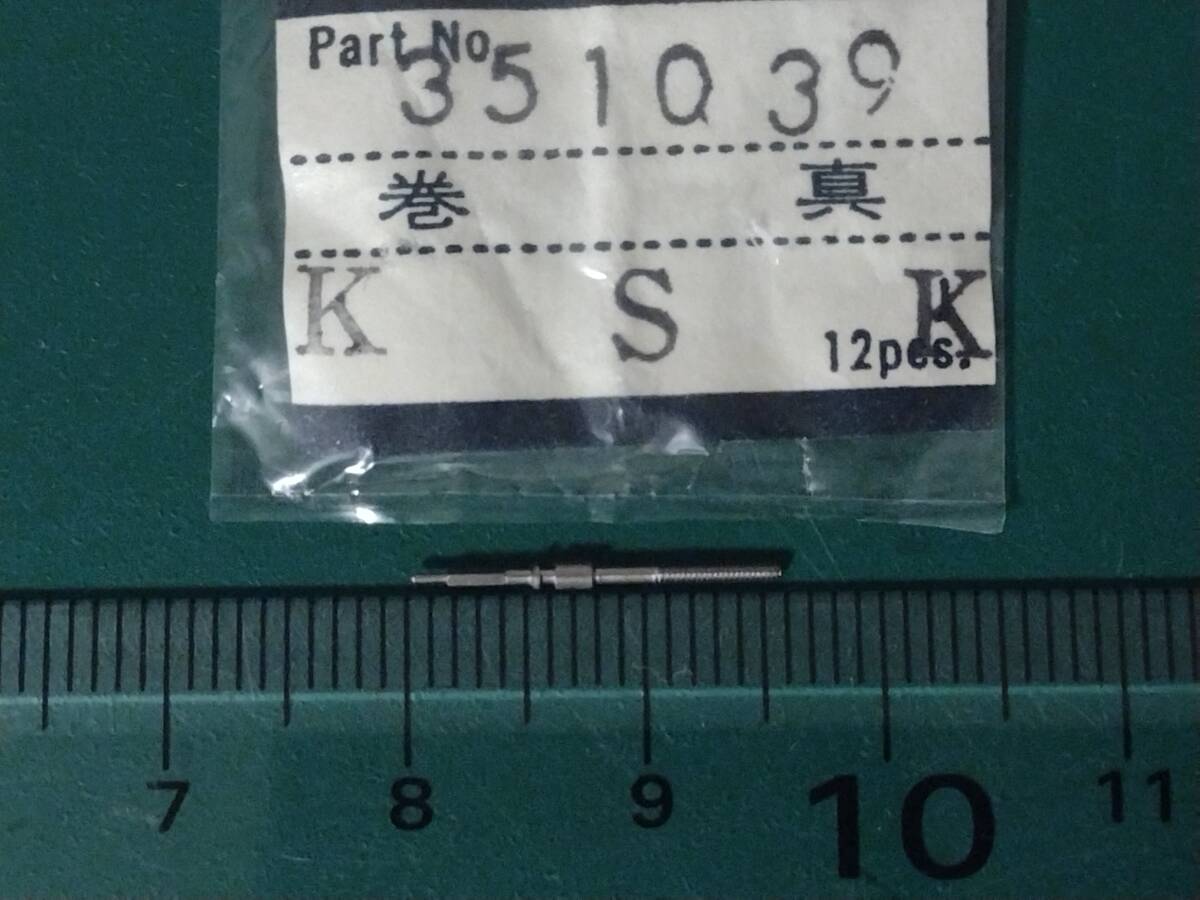 Part No.
351039
巻 真
K S K
12pcs.
7 8 9 10 11